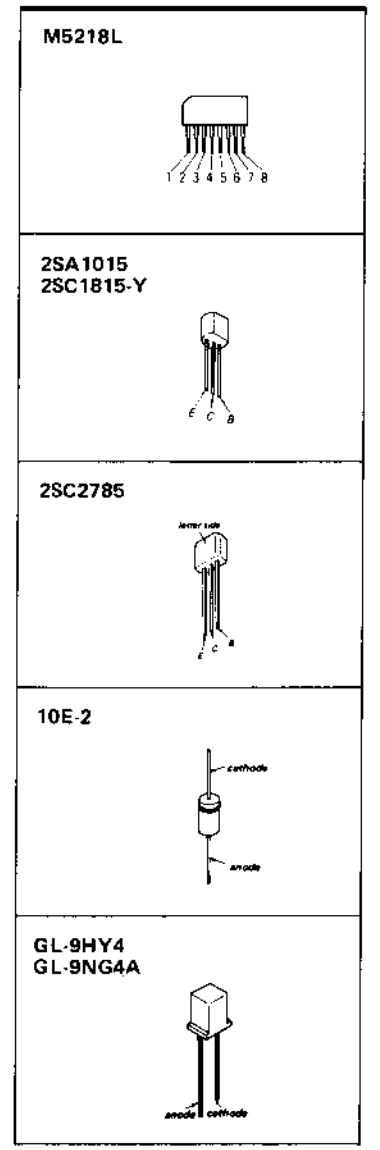 M5218L
1 2 3 4 5 6 7 8
2SA1015
2SC1815-Y
E C B
2SC2785
letter side
E C B
10E-2
cathode
anode
GL-9HY4
GL-9NG4A
anode cathode